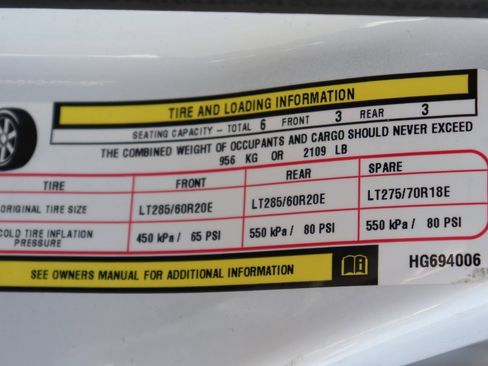 TIRE AND LOADING INFORMATION
SEATING CAPACITY - TOTAL 6 FRONT 3 REAR 3
THE COMBINED WEIGHT OF OCCUPANTS AND CARGO SHOULD NEVER EXCEED
956 KG OR 2109 LB
TIRE FRONT REAR SPARE
ORIGINAL TIRE SIZE LT285/60R20E LT285/60R20E LT275/70R18E
COLD TIRE INFLATION PRESSURE 450 kPa / 65 PSI 550 kPa / 80 PSI 550 kPa / 80 PSI
SEE OWNERS MANUAL FOR ADDITIONAL INFORMATION
HG694006